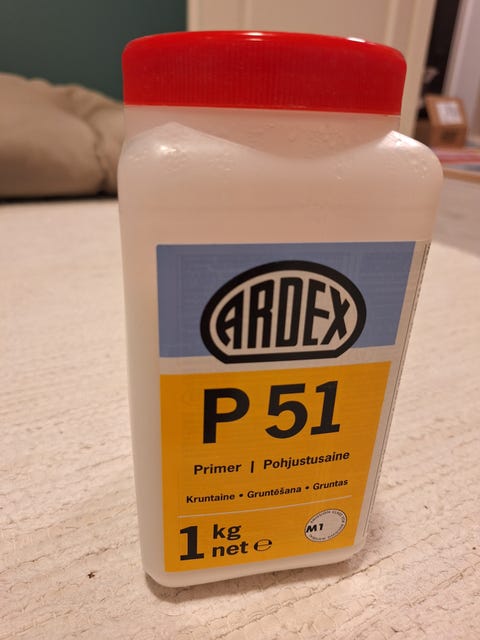 ARDEX
P 51
Primer | Pohjustusaine
Kruntaine • Gruntēšana • Gruntas
1 kg
net ℮
M1